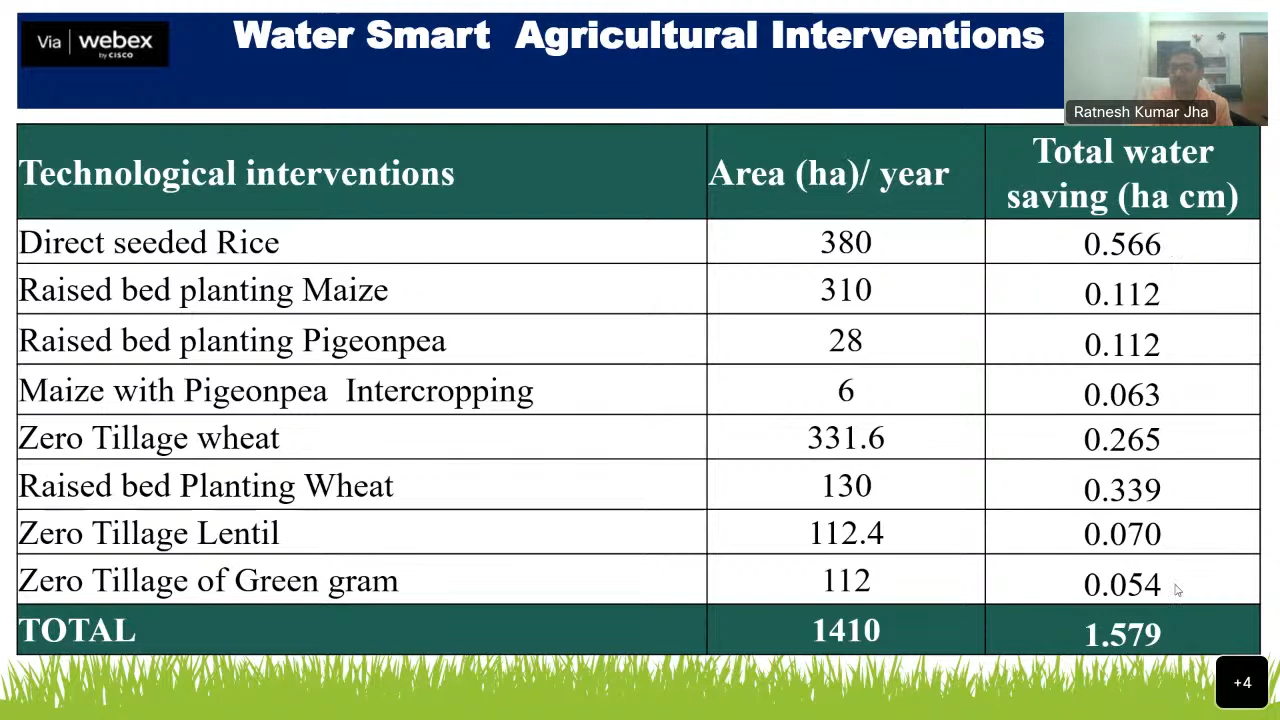 Via webex
by CISCO
Water Smart Agricultural Interventions
Ratnesh Kumar Jha
Technological interventions Area (ha)/ year Total water
saving (ha cm)
Direct seeded Rice 380 0.566
Raised bed planting Maize 310 0.112
Raised bed planting Pigeonpea 28 0.112
Maize with Pigeonpea Intercropping 6 0.063
Zero Tillage wheat 331.6 0.265
Raised bed Planting Wheat 130 0.339
Zero Tillage Lentil 112.4 0.070
Zero Tillage of Green gram 112 0.054
TOTAL 1410 1.579
+4